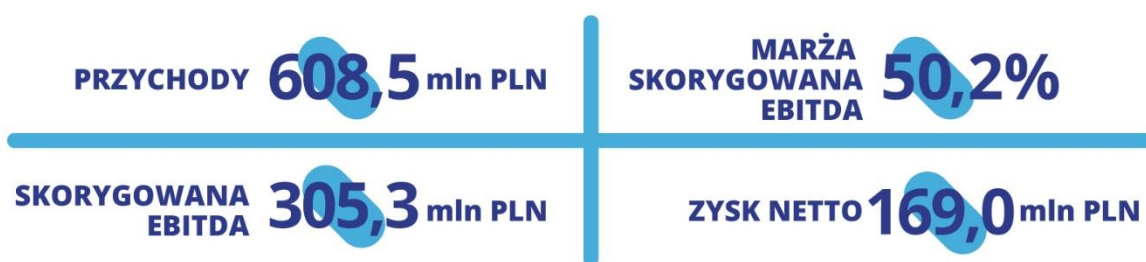 PRZYCHODY 608,5 mln PLN
MARŻA
SKORYGOWANA
EBITDA
50,2%
SKORYGOWANA
EBITDA
305,3 mln PLN
ZYSK NETTO 169,0 mln PLN